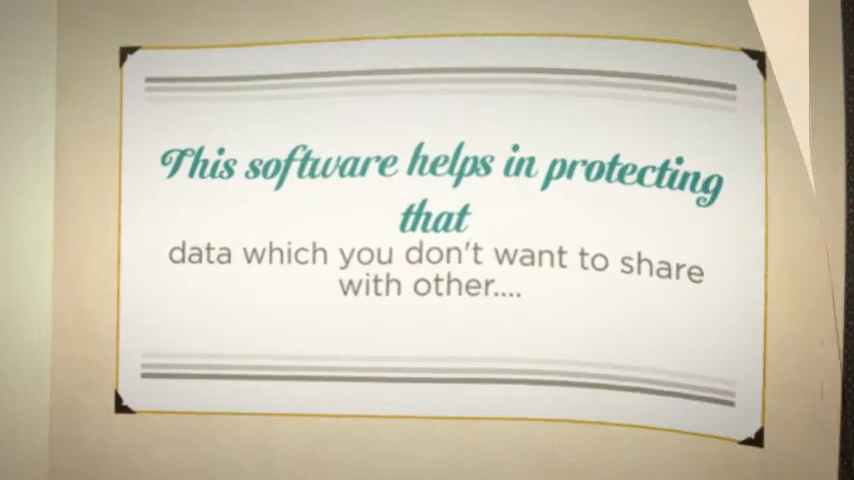 This software helps in protecting
that
data which you don't want to share
with other....